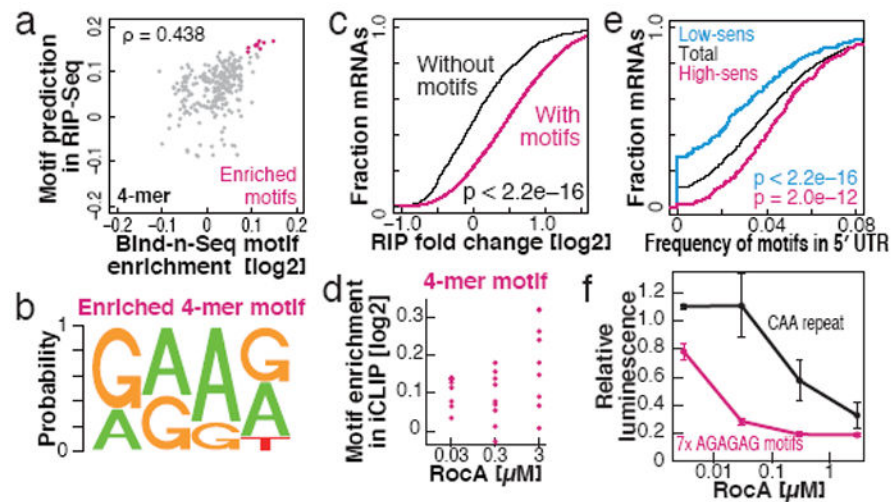 a
ρ = 0.438
Motif prediction
in RIP-Seq
0.2
0.1
0
-0.1
-0.2
Enriched
motifs
4-mer
-0.2
-0.1
0
0.1
0.2
Bind-n-Seq motif
enrichment [log2]
b
Enriched 4-mer motif
Probability
1
0
G A A G
A G G A
T
c
Fraction mRNAs
1.0
0
Without
motifs
With
motifs
p < 2.2e-16
-1.0
0
1.0
RIP fold change [log2]
d
4-mer motif
Motif enrichment
in iCLIP [log2]
0.3
0.2
0.1
0
0.03
0.3
3
RocA [µM]
e
Fraction mRNAs
1.0
0
Low-sens
Total
High-sens
p < 2.2e-16
p = 2.0e-12
0
0.04
0.08
Frequency of motifs in 5′ UTR
f
Relative
luminescence
1.2
1.0
0.8
0.6
0.4
0.2
0
CAA repeat
7x AGAGAG motifs
0.01
0.1
1
RocA [µM]